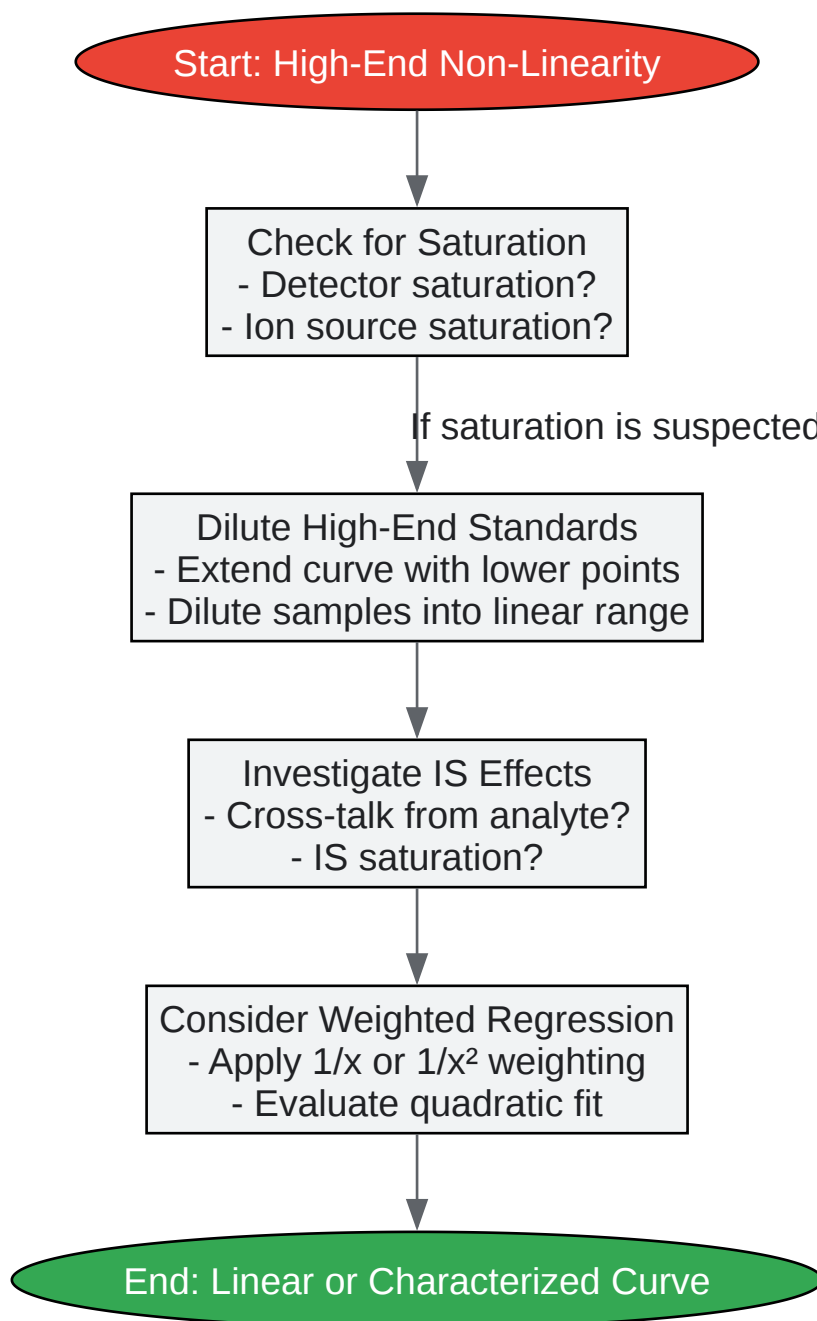 Start: High-End Non-Linearity
Check for Saturation
- Detector saturation?
- Ion source saturation?
If saturation is suspected
Dilute High-End Standards
- Extend curve with lower points
- Dilute samples into linear range
Investigate IS Effects
- Cross-talk from analyte?
- IS saturation?
Consider Weighted Regression
- Apply 1/x or 1/x² weighting
- Evaluate quadratic fit
End: Linear or Characterized Curve